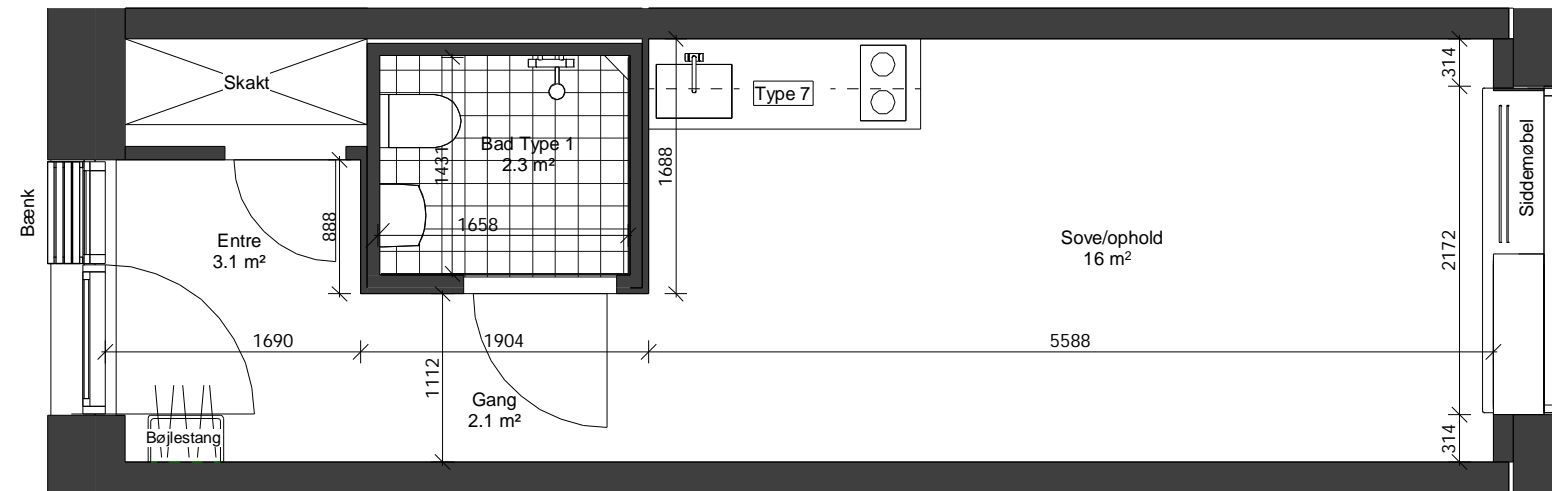 Skakt
Type 7
314
Bænk
Bad Type 1
2.3 m²
1431
1658
1688
Siddemøbel
Entre
3.1 m²
888
Sove/ophold
16 m²
2172
1690
1904
5588
1112
Gang
2.1 m²
Bøjlestang
314